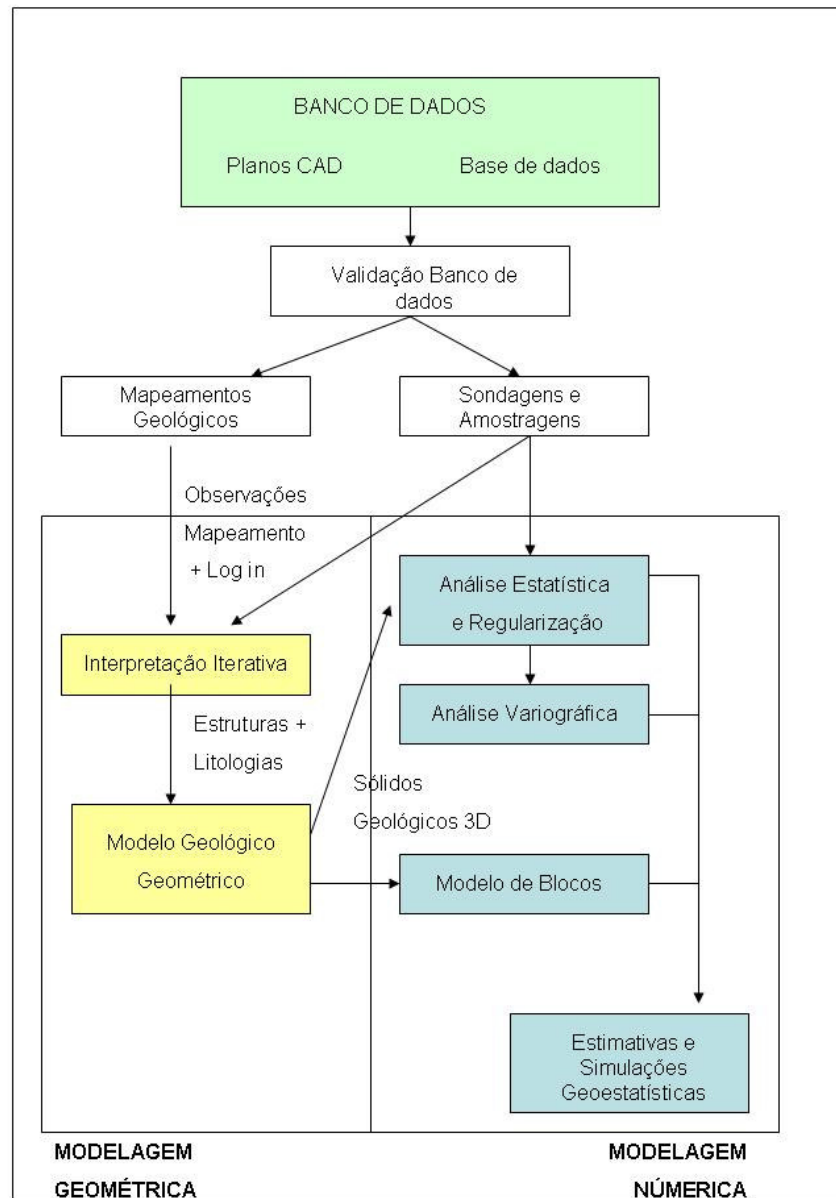 BANCO DE DADOS
Planos CAD
Base de dados
Validação Banco de
dados
Mapeamentos
Geológicos
Sondagens e
Amostragens
Observações
Mapeamento
+ Log in
Análise Estatística
e Regularização
Interpretação Iterativa
Análise Variográfica
Estruturas +
Litologias
Sólidos
Geológicos 3D
Modelo Geológico
Geométrico
Modelo de Blocos
Estimativas e
Simulações
Geoestatísticas
MODELAGEM
GEOMÉTRICA
MODELAGEM
NÚMERICA